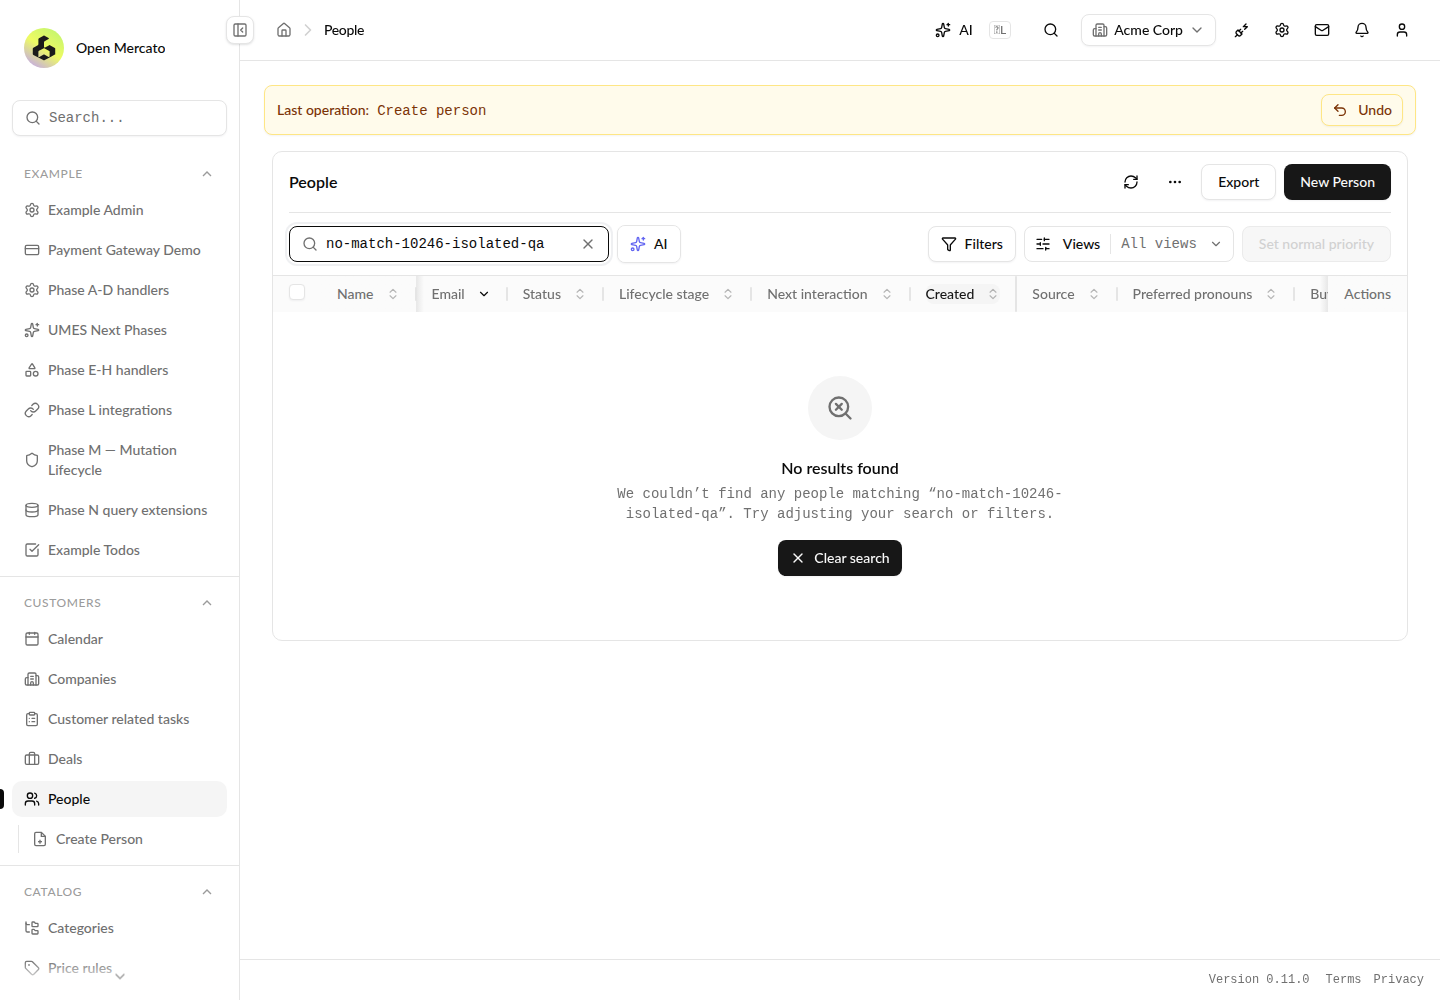 Open Mercato
Search...
EXAMPLE
Example Admin
Payment Gateway Demo
Phase A-D handlers
UMES Next Phases
Phase E-H handlers
Phase L integrations
Phase M — Mutation
Lifecycle
Phase N query extensions
Example Todos
CUSTOMERS
Calendar
Companies
Customer related tasks
Deals
People
Create Person
CATALOG
Categories
Price rules
People
AI
L
Acme Corp
Last operation: Create person
Undo
People
Export
New Person
no-match-10246-isolated-qa
AI
Filters
Views
All views
Set normal priority
Name
Email
Status
Lifecycle stage
Next interaction
Created
Source
Preferred pronouns
Actions
No results found
We couldn’t find any people matching “no-match-10246-
isolated-qa”. Try adjusting your search or filters.
Clear search
Version 0.11.0
Terms
Privacy